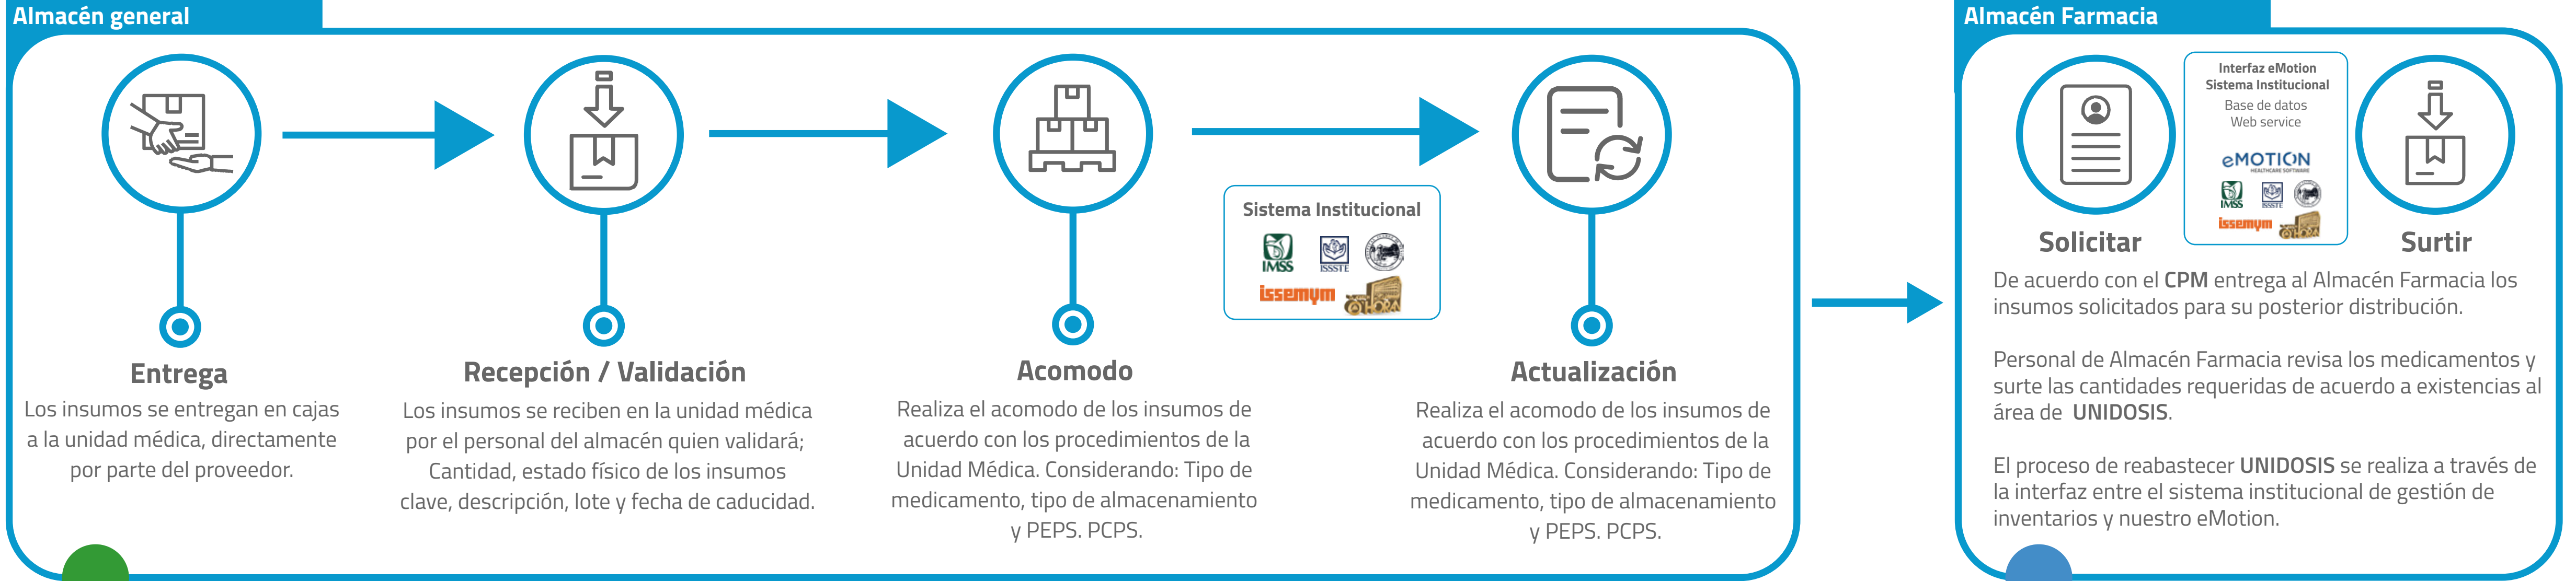 Almacén general
Entrega
Los insumos se entregan en cajas
a la unidad médica, directamente
por parte del proveedor.
Recepción / Validación
Los insumos se reciben en la unidad médica
por el personal del almacén quien validará;
Cantidad, estado físico de los insumos
clave, descripción, lote y fecha de caducidad.
Acomodo
Realiza el acomodo de los insumos de
acuerdo con los procedimientos de la
Unidad Médica. Considerando: Tipo de
medicamento, tipo de almacenamiento
y PEPS. PCPS.
Sistema Institucional
IMSS
ISSSTE
issemym
Actualización
Realiza el acomodo de los insumos de
acuerdo con los procedimientos de la
Unidad Médica. Considerando: Tipo de
medicamento, tipo de almacenamiento
y PEPS. PCPS.
Almacén Farmacia
Solicitar
Interfaz eMotion
Sistema Institucional
Base de datos
Web service
eMOTION
HEALTHCARE SOFTWARE
IMSS
ISSSTE
issemym
Surtir
De acuerdo con el CPM entrega al Almacén Farmacia los
insumos solicitados para su posterior distribución.
Personal de Almacén Farmacia revisa los medicamentos y
surte las cantidades requeridas de acuerdo a existencias al
área de UNIDOSIS.
El proceso de reabastecer UNIDOSIS se realiza a través de
la interfaz entre el sistema institucional de gestión de
inventarios y nuestro eMotion.